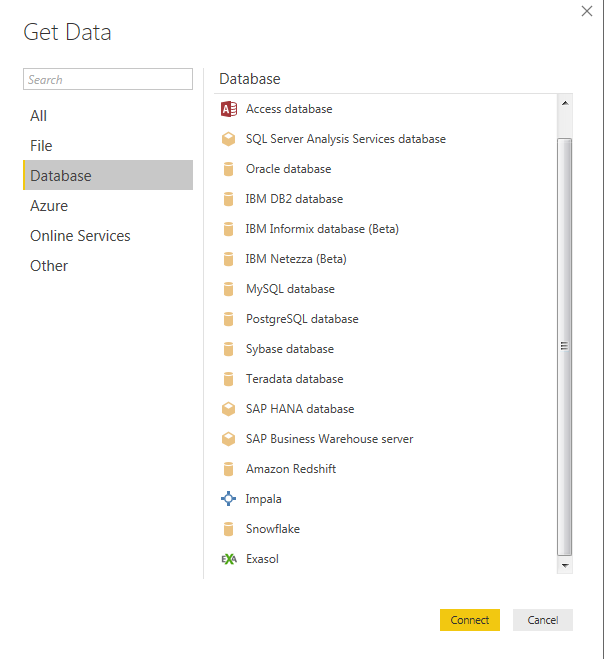 Get Data
Search
All
File
Database
Azure
Online Services
Other
Database
Access database
SQL Server Analysis Services database
Oracle database
IBM DB2 database
IBM Informix database (Beta)
IBM Netezza (Beta)
MySQL database
PostgreSQL database
Sybase database
Teradata database
SAP HANA database
SAP Business Warehouse server
Amazon Redshift
Impala
Snowflake
EXA Exasol
Connect
Cancel